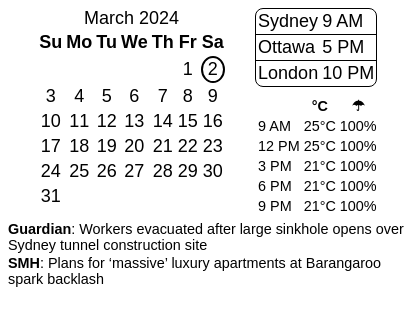 March 2024
Su Mo Tu We Th Fr Sa
1 2
3 4 5 6 7 8 9
10 11 12 13 14 15 16
17 18 19 20 21 22 23
24 25 26 27 28 29 30
31
Sydney 9 AM
Ottawa 5 PM
London 10 PM
°C ☂
9 AM 25°C 100%
12 PM 25°C 100%
3 PM 21°C 100%
6 PM 21°C 100%
9 PM 21°C 100%
Guardian: Workers evacuated after large sinkhole opens over
Sydney tunnel construction site
SMH: Plans for ‘massive’ luxury apartments at Barangaroo
spark backlash